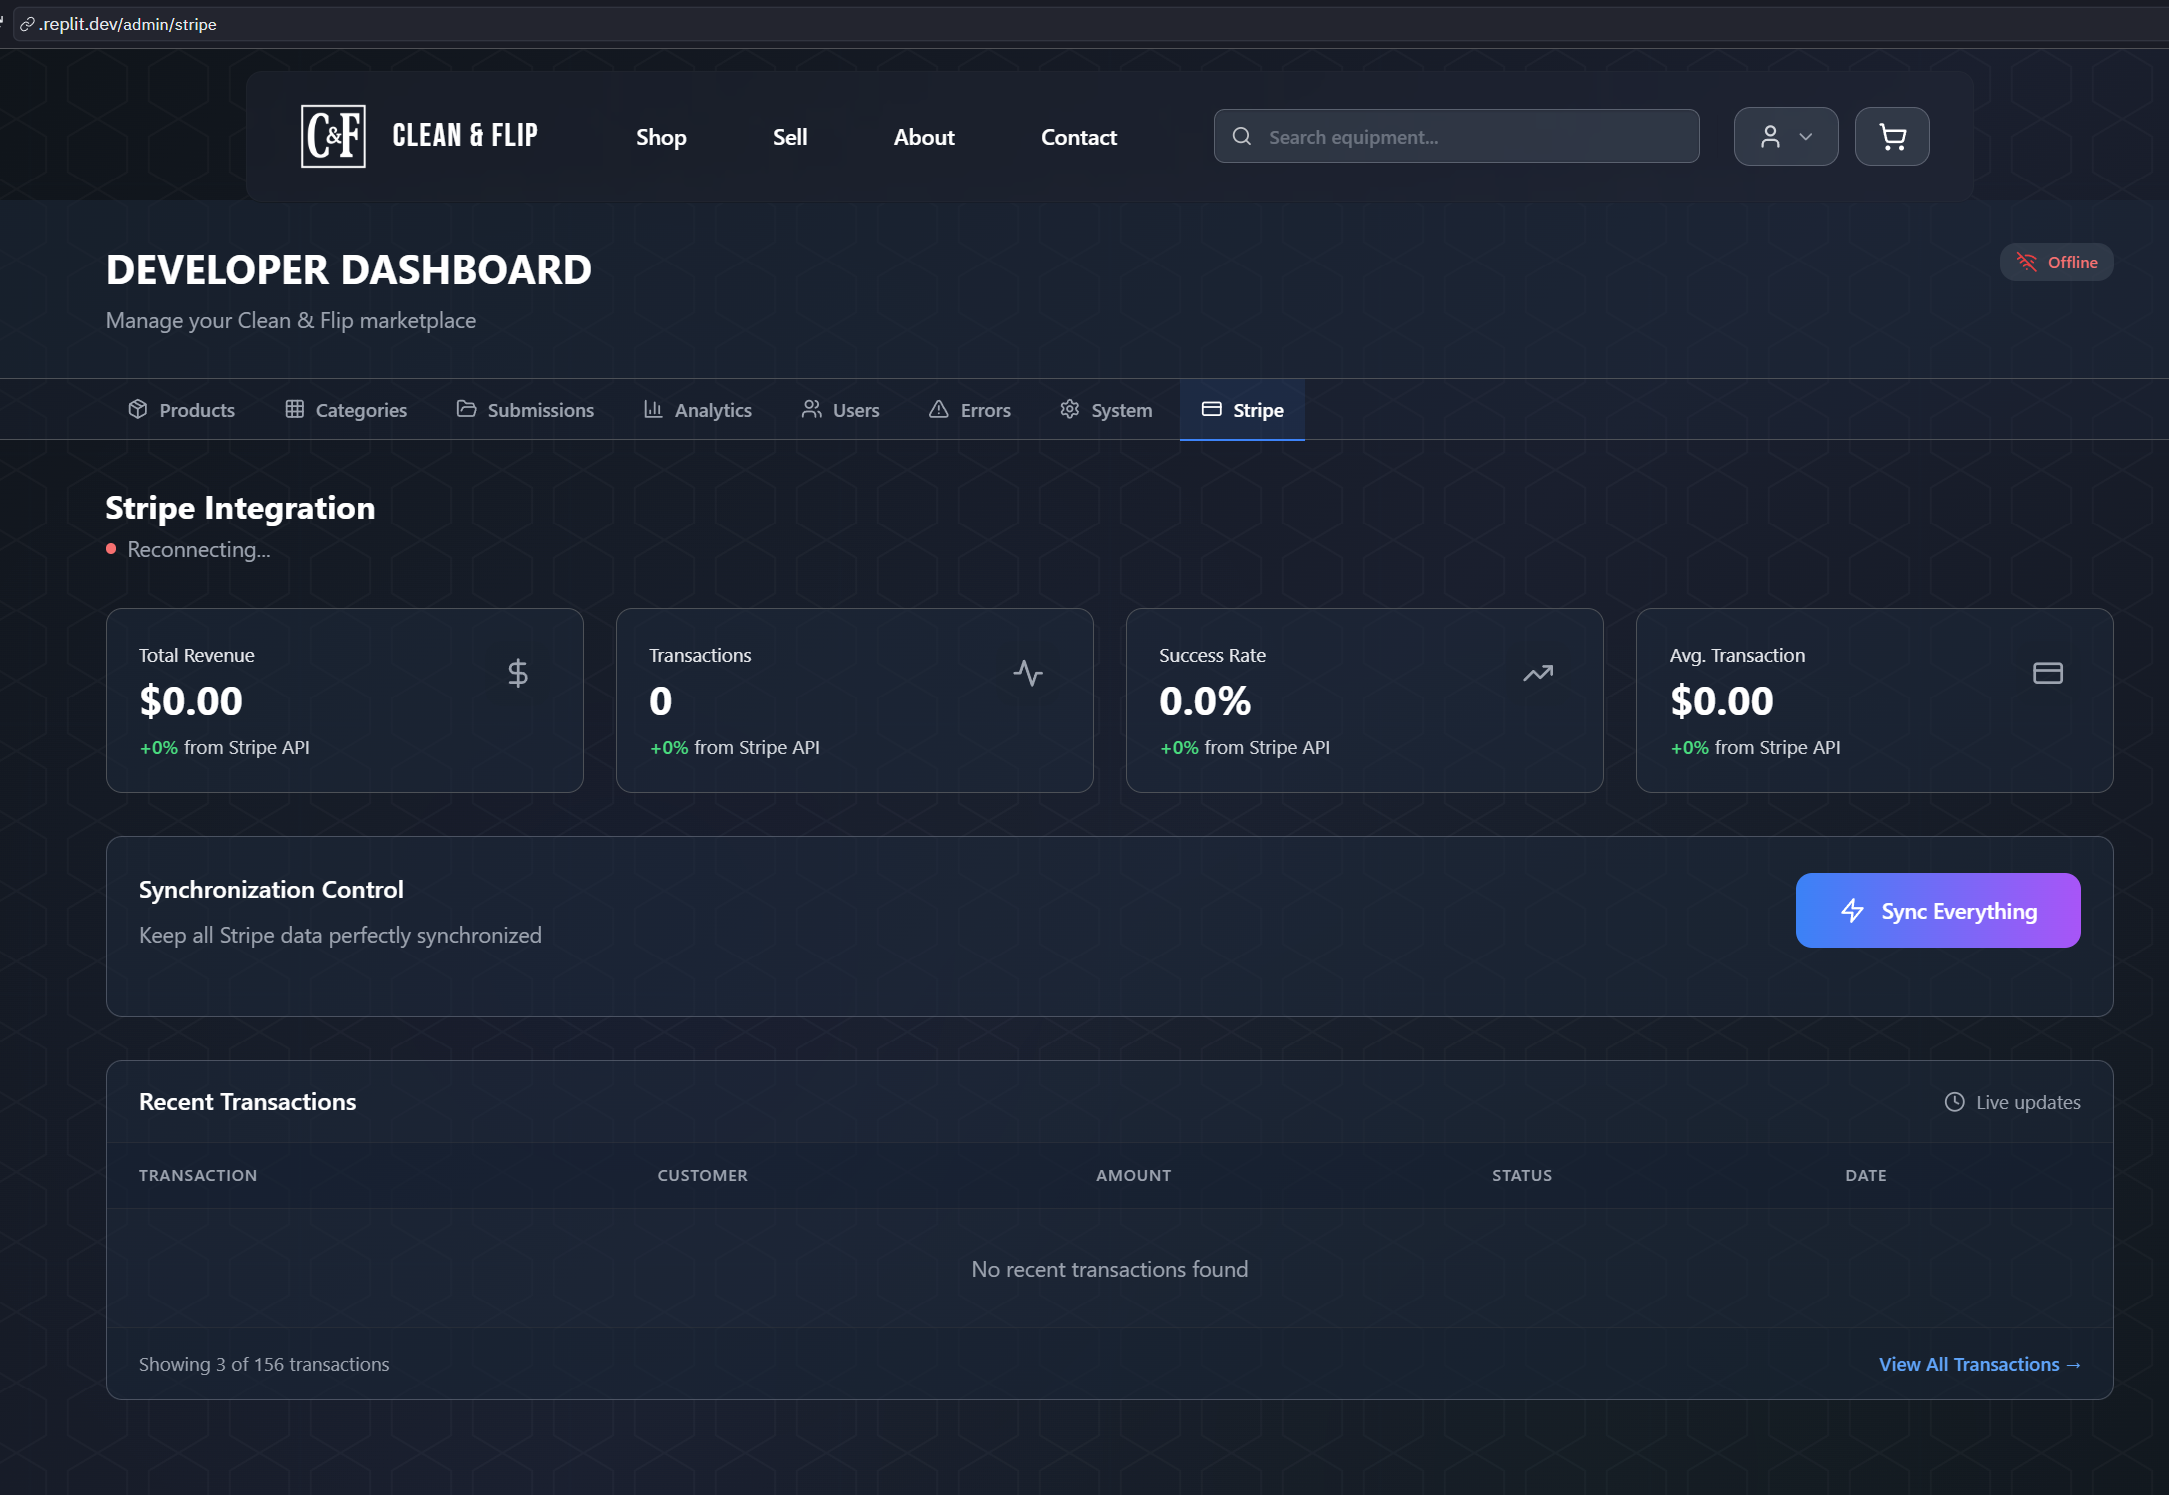 .replit.dev/admin/stripe
C&F CLEAN & FLIP Shop Sell About Contact Search equipment...
DEVELOPER DASHBOARD
Offline
Manage your Clean & Flip marketplace
Products Categories Submissions Analytics Users Errors System Stripe
Stripe Integration
Reconnecting...
Total Revenue
$0.00
+0% from Stripe API
Transactions
0
+0% from Stripe API
Success Rate
0.0%
+0% from Stripe API
Avg. Transaction
$0.00
+0% from Stripe API
Synchronization Control
Keep all Stripe data perfectly synchronized
Sync Everything
Recent Transactions
Live updates
TRANSACTION CUSTOMER AMOUNT STATUS DATE
No recent transactions found
Showing 3 of 156 transactions
View All Transactions →